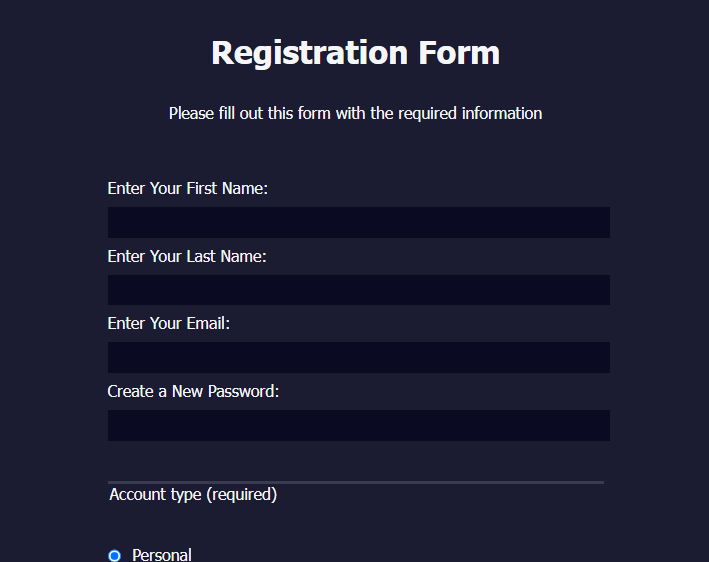 Registration Form
Please fill out this form with the required information
Enter Your First Name:
Enter Your Last Name:
Enter Your Email:
Create a New Password:
Account type (required)
Personal